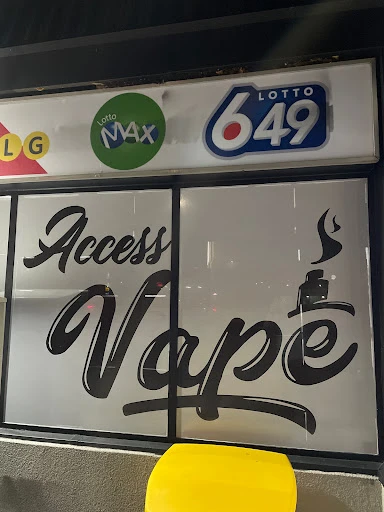 LG
Lotto
MAX
LOTTO
649
Access
Vape